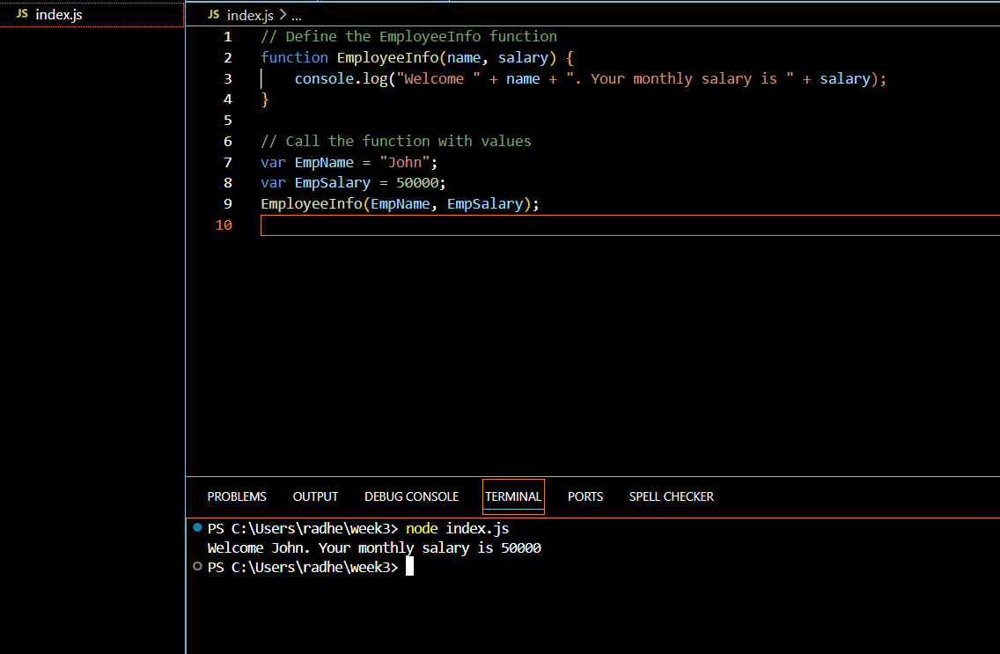 JS index.js
JS index.js > ...
1 // Define the EmployeeInfo function
2 function EmployeeInfo(name, salary) {
3     console.log("Welcome " + name + ". Your monthly salary is " + salary);
4 }
5
6 // Call the function with values
7 var EmpName = "John";
8 var EmpSalary = 50000;
9 EmployeeInfo(EmpName, EmpSalary);
10
PROBLEMS OUTPUT DEBUG CONSOLE TERMINAL PORTS SPELL CHECKER
PS C:\Users\radhe\week3> node index.js
Welcome John. Your monthly salary is 50000
PS C:\Users\radhe\week3>